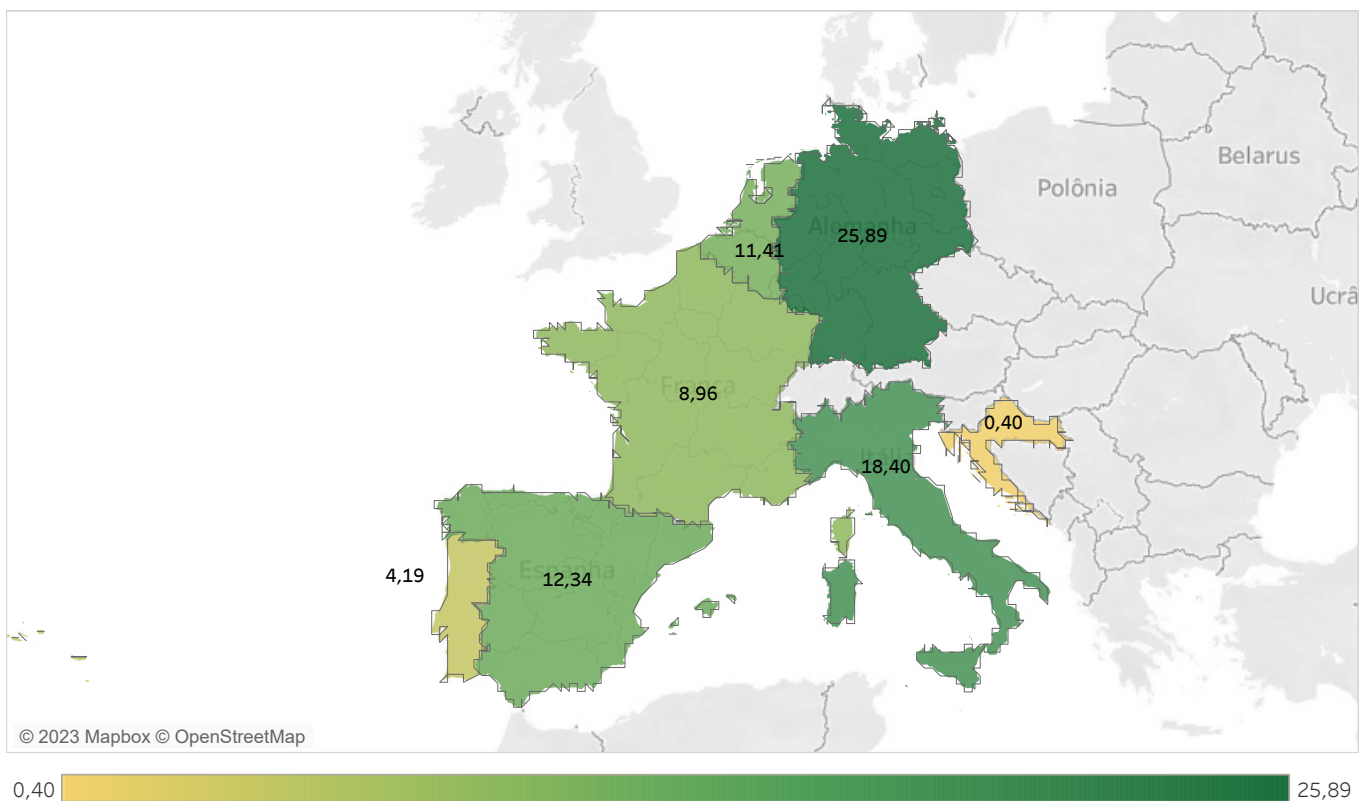 Belarus
Polônia
Alemanha
25,89
11,41
Ucrâ
França
8,96
0,40
Itália
18,40
Espanha
12,34
4,19
© 2023 Mapbox © OpenStreetMap
0,40
25,89